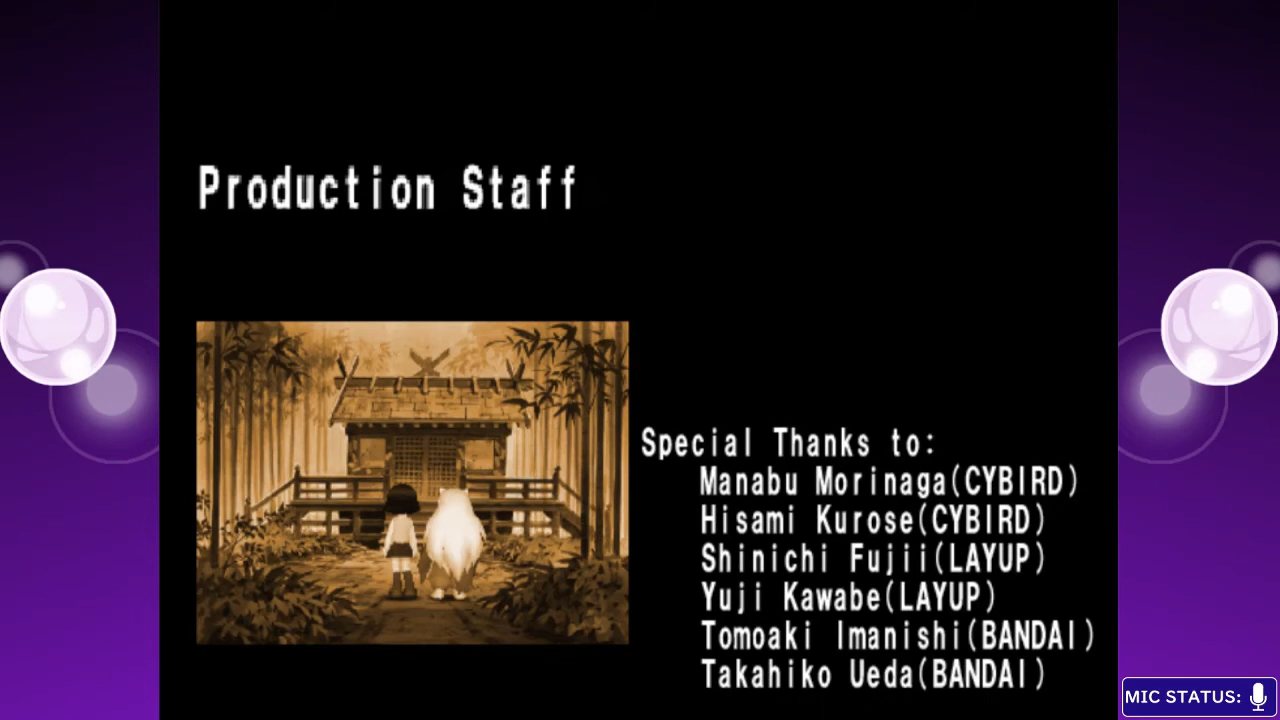 Production Staff
Special Thanks to:
Manabu Morinaga(CYBIRD)
Hisami Kurose(CYBIRD)
Shinichi Fujii(LAYUP)
Yuji Kawabe(LAYUP)
Tomoaki Imanishi(BANDAI)
Takahiko Ueda(BANDAI)
MIC STATUS: